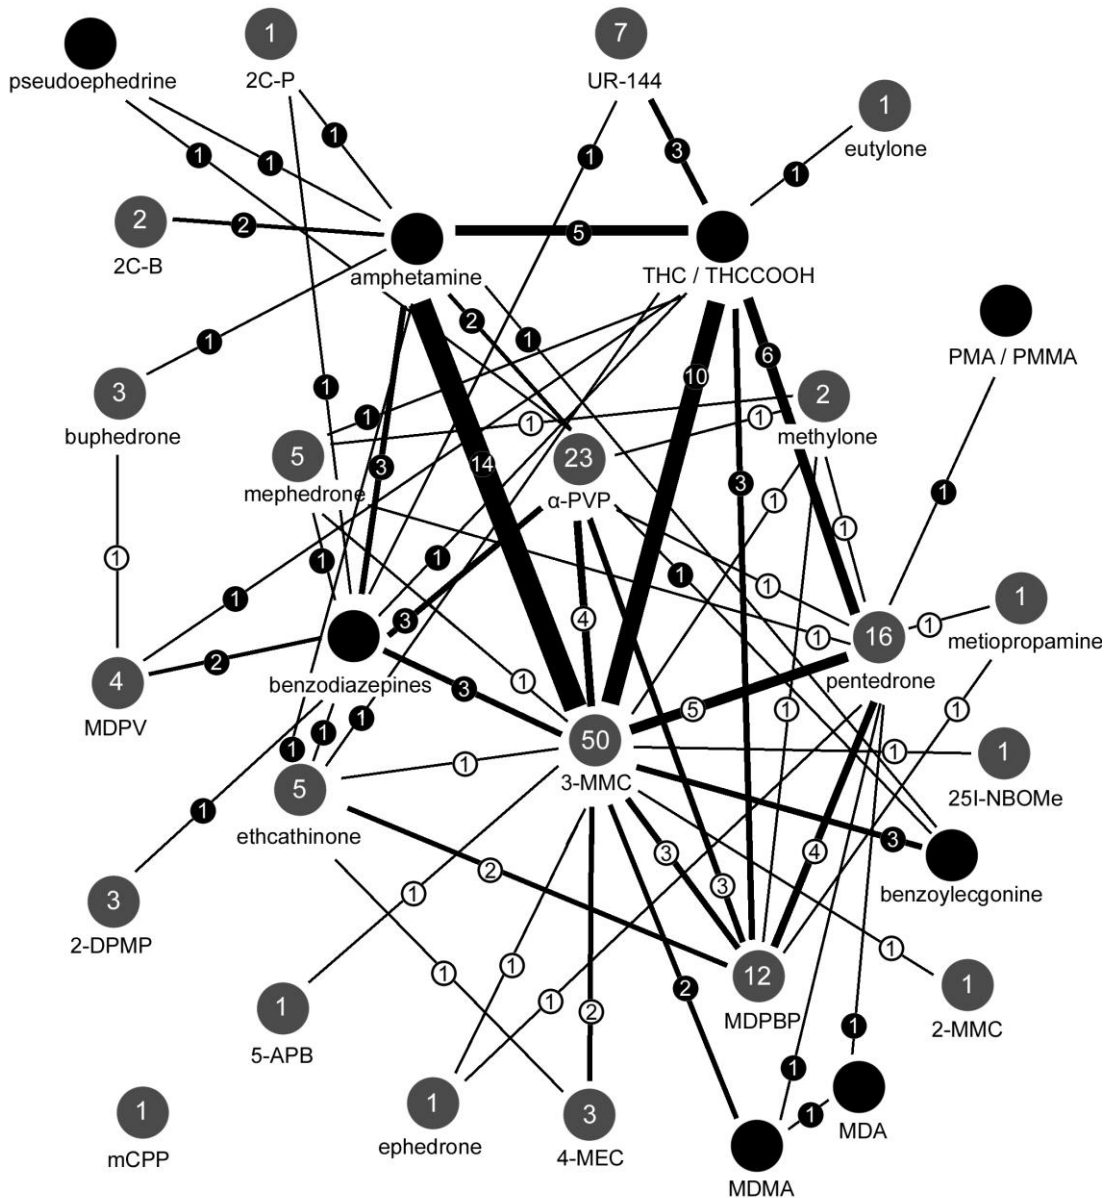 1
7
pseudoephedrine
2C-P
UR-144
1
eutylone
1
1
1
1
3
1
2
2
5
2C-B
amphetamine
THC / THCCOOH
2
1
1
6
PMA / PMMA
10
3
1
1
1
1
2
buphedrone
methylone
5
14
23
3
3
mephedrone
α-PVP
1
1
1
1
1
1
1
1
1
1
1
3
4
1
16
1
metiopropamine
4
2
benzodiazepines
3
1
pentedrone
MDPV
1
5
1
1
1
1
50
1
1
5
1
3-MMC
25I-NBOMe
ethcathinone
1
2
3
4
3
3
benzoylecgonine
3
1
2-DPMP
1
1
12
1
1
2
1
1
MDPBP
2-MMC
5-APB
1
2
1
1
1
1
3
1
mCPP
ephedrone
4-MEC
MDA
MDMA